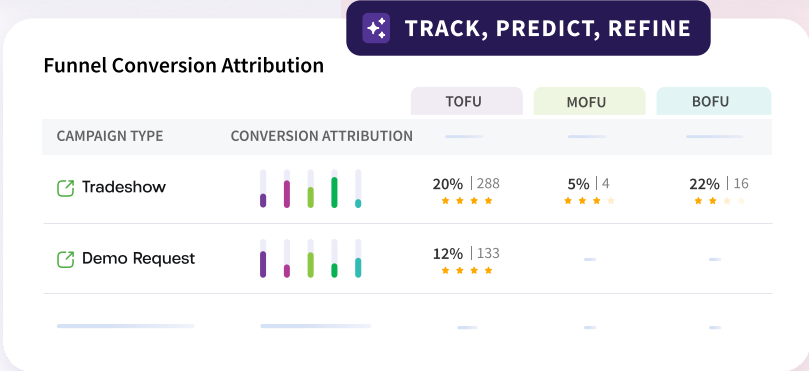 TRACK, PREDICT, REFINE
Funnel Conversion Attribution
TOFU MOFU BOFU
CAMPAIGN TYPE CONVERSION ATTRIBUTION
Tradeshow 20% | 288 5% | 4 22% | 16
Demo Request 12% | 133